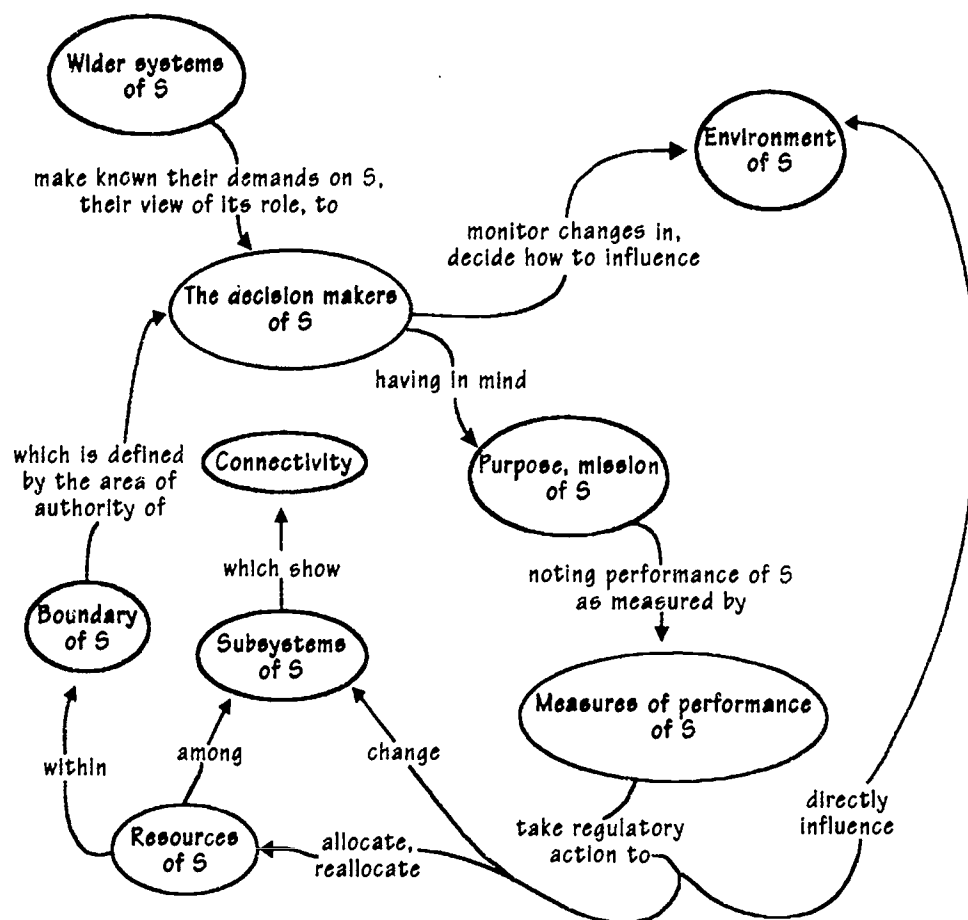 Wider systems
of S
Environment
of S
make known their demands on S,
their view of its role, to
monitor changes in,
decide how to influence
The decision makers
of S
having in mind
which is defined
by the area of
authority of
Connectivity
Purpose, mission
of S
which show
noting performance of S
as measured by
Boundary
of S
Subsystems
of S
Measures of performance
of S
within
among
change
directly
influence
take regulatory
action to
Resources
of S
allocate,
reallocate